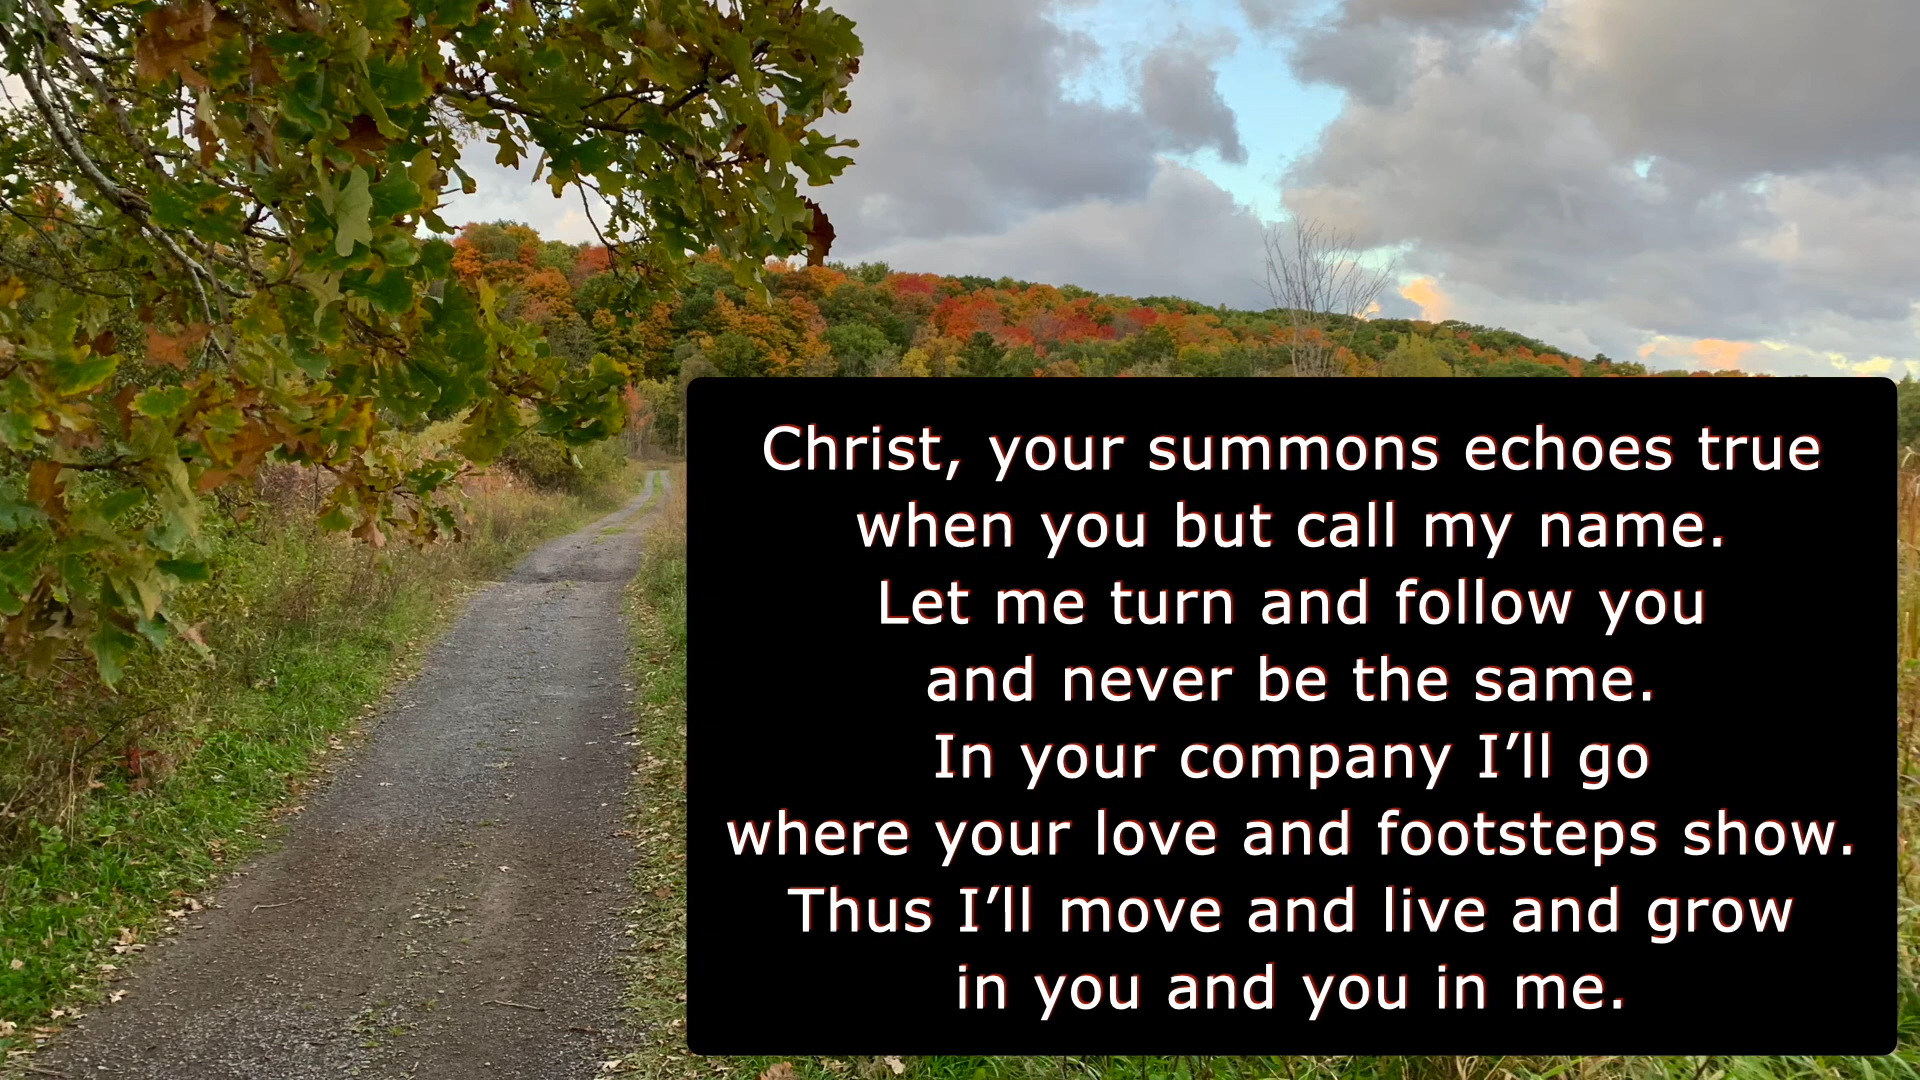 Christ, your summons echoes true
when you but call my name.
Let me turn and follow you
and never be the same.
In your company I’ll go
where your love and footsteps show.
Thus I’ll move and live and grow
in you and you in me.